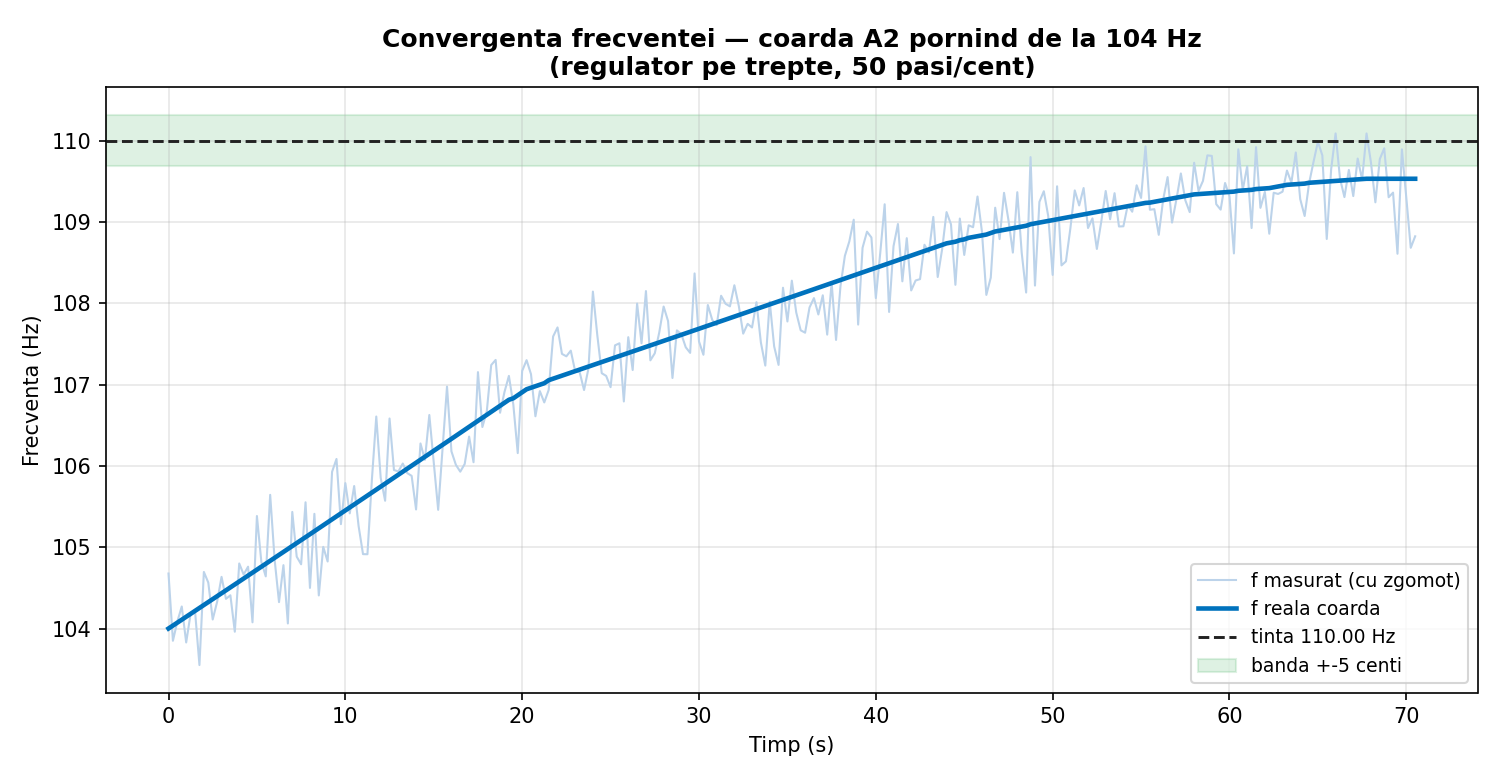 Convergenta frecventei — coarda A2 pornind de la 104 Hz
(regulator pe trepte, 50 pasi/cent)
Frecventa (Hz)
110
109
108
107
106
105
104
f masurat (cu zgomot)
f reala coarda
tinta 110.00 Hz
banda +-5 centi
0 10 20 30 40 50 60 70
Timp (s)